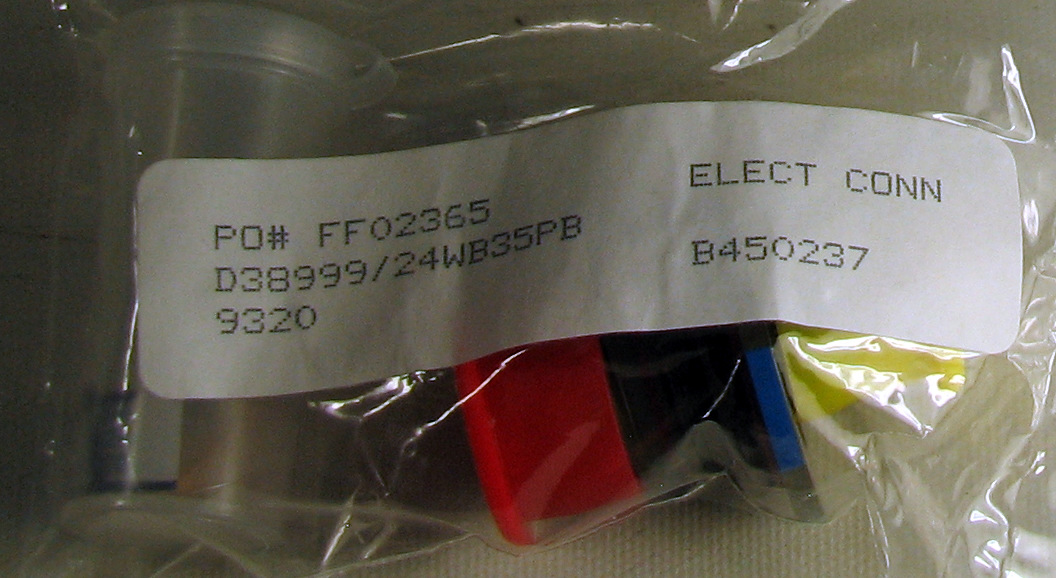 PO# FF02365
D38999/24WB35PB
9320
ELECT CONN
B450237